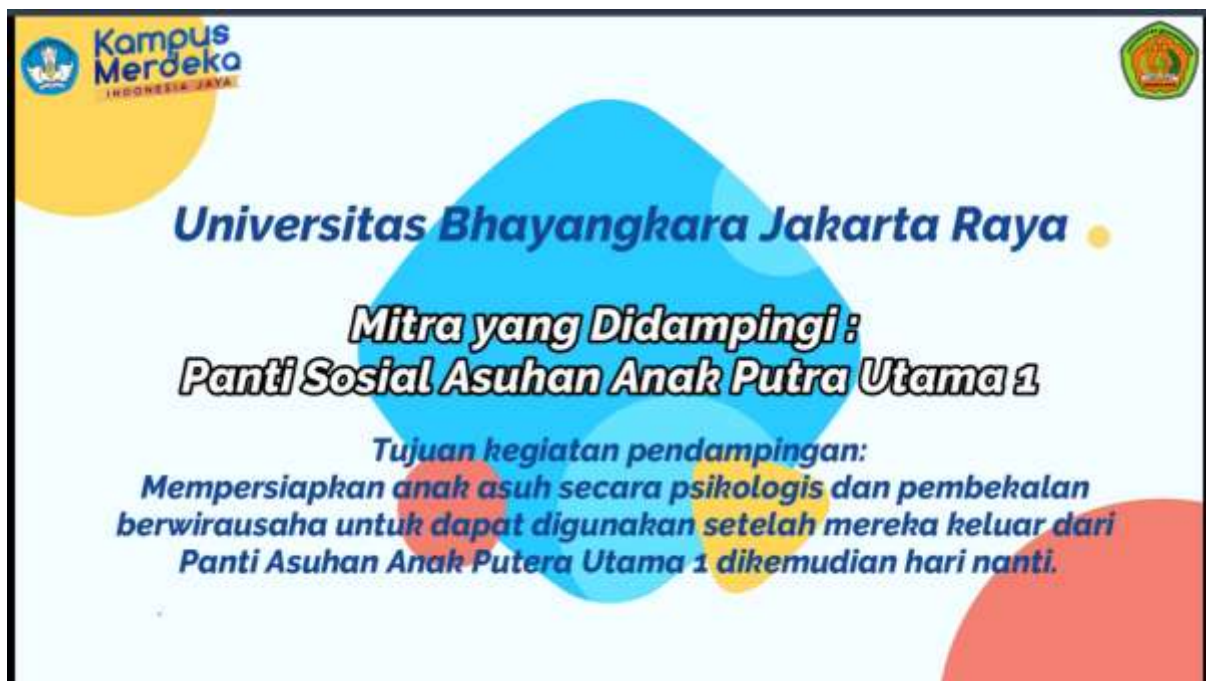 Kampus
Merdeka
INDONESIA JAYA
Universitas Bhayangkara Jakarta Raya
Mitra yang Didampingi :
Panti Sosial Asuhan Anak Putra Utama 1
Tujuan kegiatan pendampingan:
Mempersiapkan anak asuh secara psikologis dan pembekalan
berwirausaha untuk dapat digunakan setelah mereka keluar dari
Panti Asuhan Anak Putera Utama 1 dikemudian hari nanti.